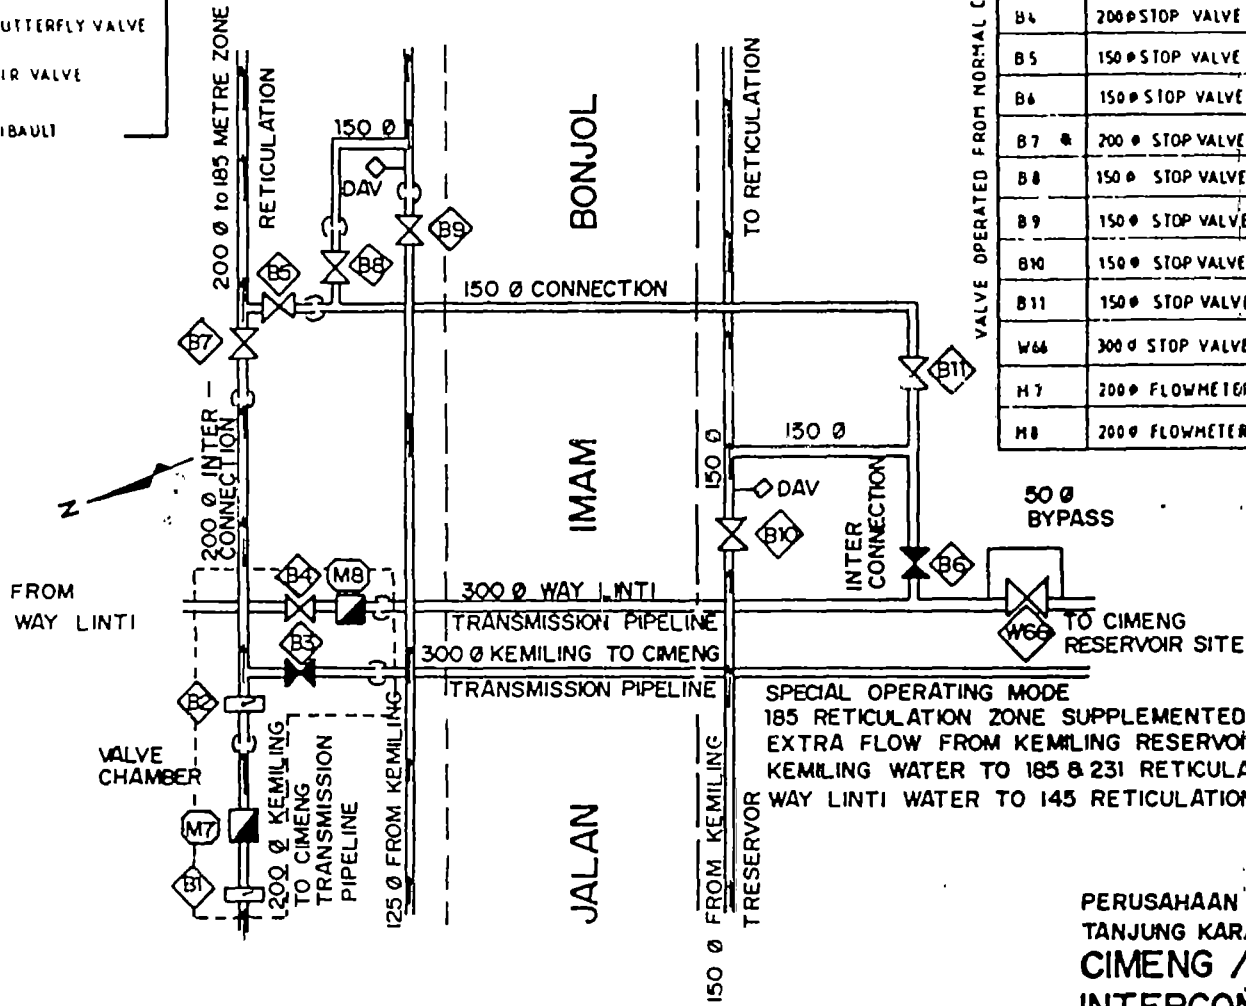 UTTERFLY VALVE
IR VALVE
200 Ø to 185 METRE ZONE
RETICULATION
150 Ø
DAV
B9
B8
B5
B7
BONJOL
TO RETICULATION
150 Ø CONNECTION
VALVE OPERATED FROM NORMAL
B4 200 Ø STOP VALVE
B5 150 Ø STOP VALVE
B6 150 Ø STOP VALVE
B7 200 Ø STOP VALVE
B8 150 Ø STOP VALVE
B9 150 Ø STOP VALVE
B10 150 Ø STOP VALVE
B11 150 Ø STOP VALVE
W66 300 Ø STOP VALVE
M7 200 Ø FLOWMETER
M8 200 Ø FLOWMETER
B11
N
200 Ø INTER-
CONNECTION
IMAM
150 Ø
150 Ø
DAV
B10
INTER
CONNECTION
B6
50 Ø
BYPASS
W66
FROM
WAY LINTI
B4
M8
B3
300 Ø WAY LINTI
TRANSMISSION PIPELINE
300 Ø KEMILING TO CIMENG
TRANSMISSION PIPELINE
TO CIMENG
RESERVOIR SITE
B2
VALVE
CHAMBER
M7
B1
200 Ø KEMILING
TO CIMENG
TRANSMISSION
PIPELINE
125 Ø FROM KEMILING
JALAN
150 Ø FROM KEMILING
TRESERVOR
SPECIAL OPERATING MODE
185 RETICULATION ZONE SUPPLEMENTED
EXTRA FLOW FROM KEMILING RESERVOI
KEMILING WATER TO 185 & 231 RETICULA
WAY LINTI WATER TO 145 RETICULATION
PERUSAHAAN
TANJUNG KARA
CIMENG /
INTERCON